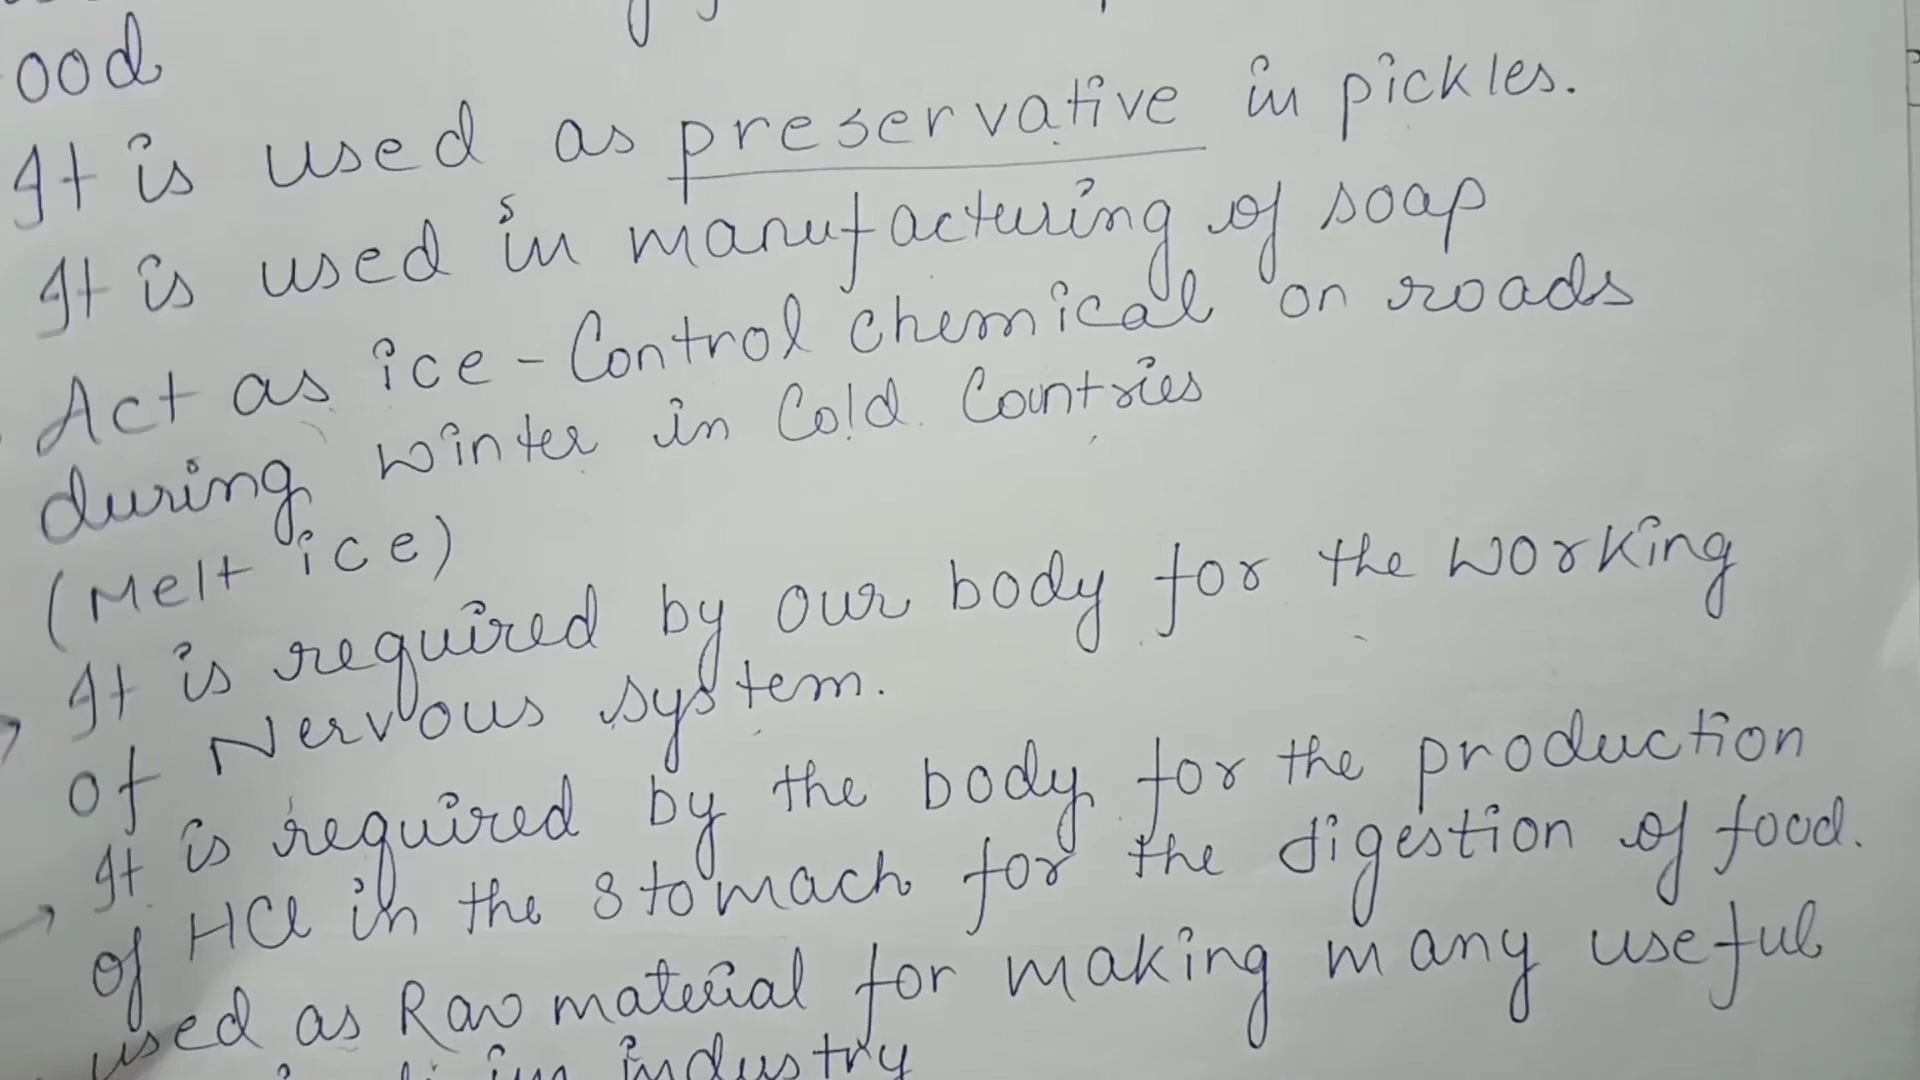 ood
It is used as preservative in pickles.
It is used in manufacturing of soap
Act as ice-Control chemical on roads
during winter in Cold Countries
(Melt ice)
It is required by our body for the working
of Nervous system.
It is required by the body for the production
of HCl in the stomach for the digestion of food.
used as Raw material for making many useful
in industry